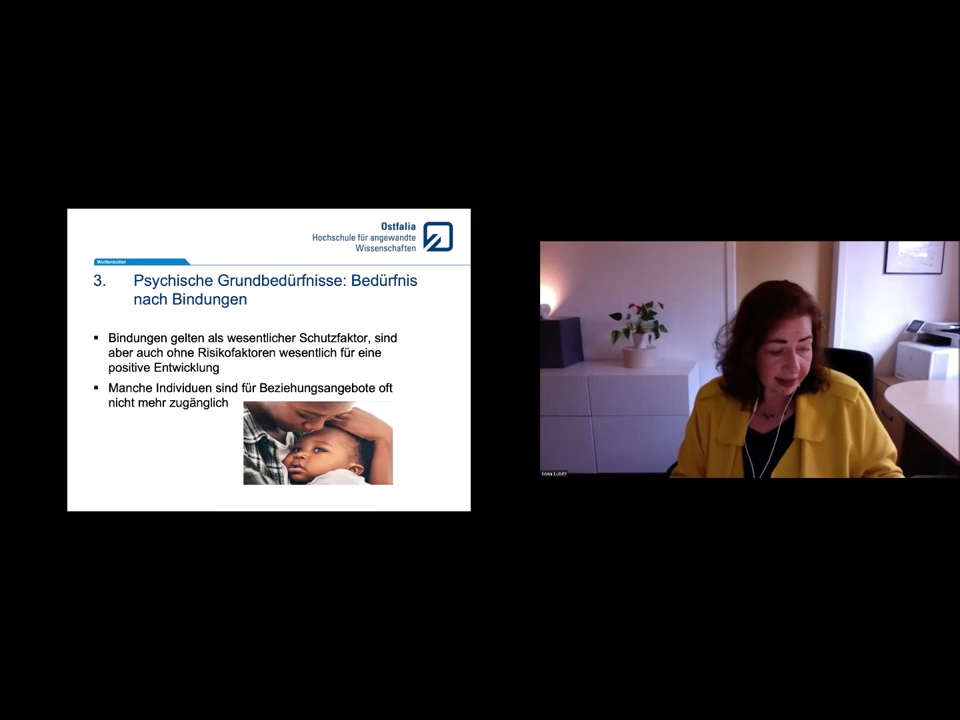 Ostfalia
Hochschule für angewandte
Wissenschaften
Wolfenbüttel
3. Psychische Grundbedürfnisse: Bedürfnis
nach Bindungen
▪ Bindungen gelten als wesentlicher Schutzfaktor, sind
aber auch ohne Risikofaktoren wesentlich für eine
positive Entwicklung
▪ Manche Individuen sind für Beziehungsangebote oft
nicht mehr zugänglich